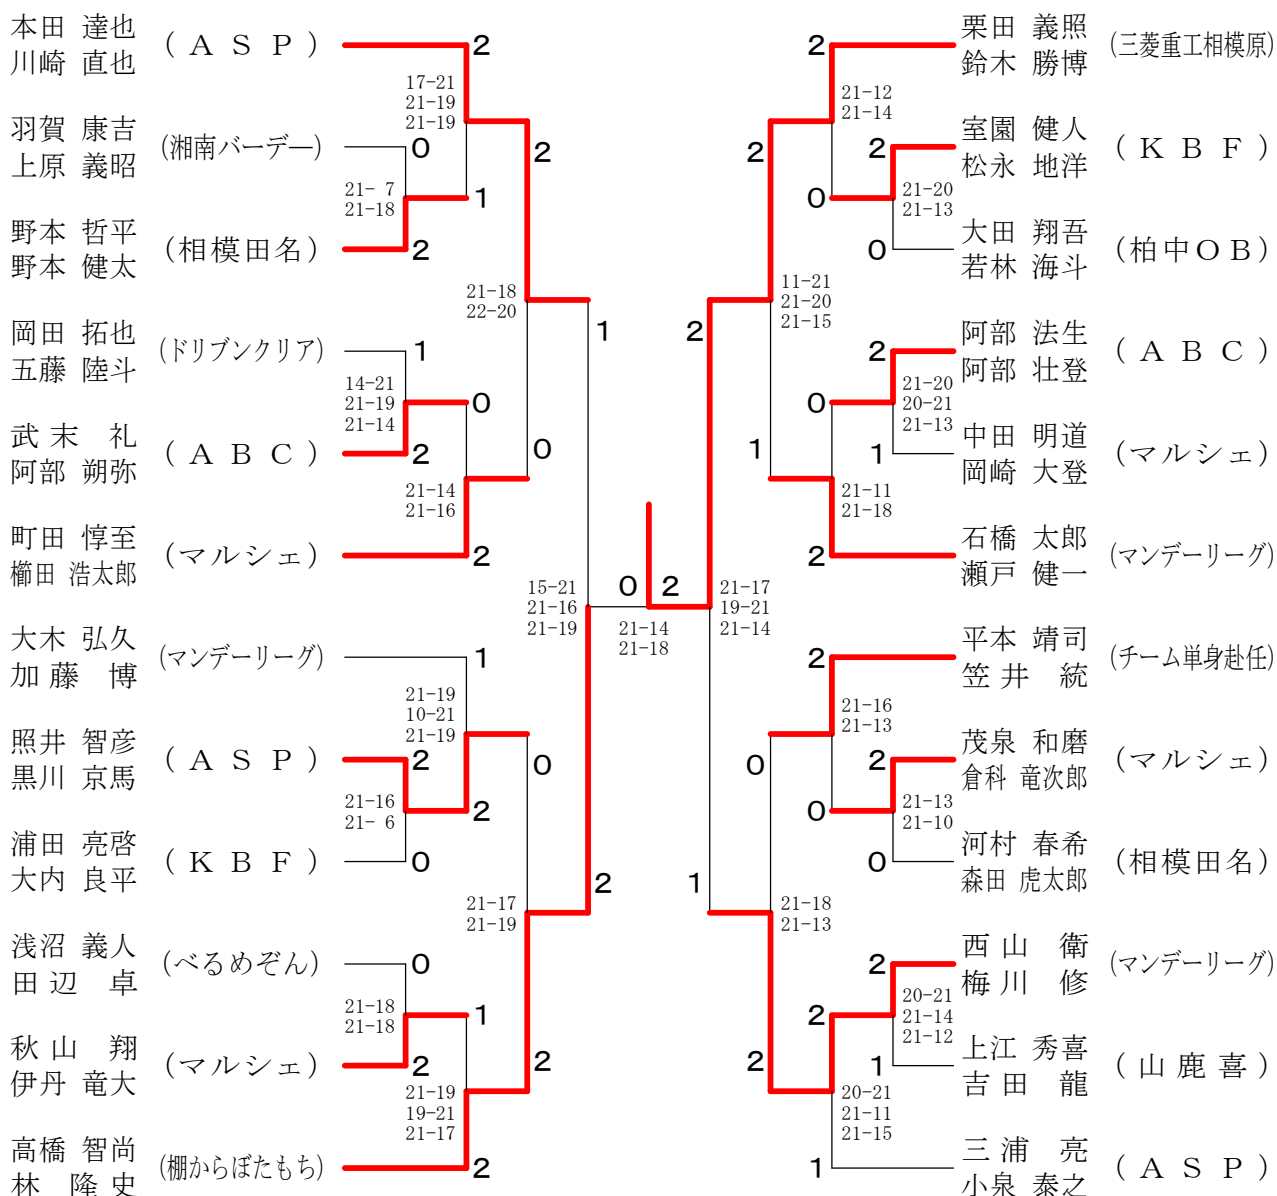 本田 達也
川崎 直也
(ＡＳＰ)
2
17-21
21-19
21-19
羽賀 康吉
上原 義昭
(湘南バーデー)
0
2
21- 7
21-18
1
野本 哲平
野本 健太
(相模田名)
2
21-18
22-20
1
岡田 拓也
五藤 陸斗
(ドリブンクリア)
1
14-21
21-19
21-14
0
武末 礼
阿部 朔弥
(ＡＢＣ)
2
0
21-14
21-16
町田 惇至
櫛田 浩太郎
(マルシェ)
2
15-21
21-16
21-19
大木 弘久
加藤 博
(マンデーリーグ)
1
21-19
10-21
21-19
照井 智彦
黒川 京馬
(ＡＳＰ)
2
0
21-16
21- 6
2
浦田 亮啓
大内 良平
(ＫＢＦ)
0
2
21-17
21-19
浅沼 義人
田辺 卓
(べるめぞん)
0
21-18
21-18
1
秋山 翔
伊丹 竜大
(マルシェ)
2
2
21-19
19-21
21-17
高橋 智尚
林 隆史
(棚からぼたもち)
2
0
2
21-14
21-18
2
栗田 義照
鈴木 勝博
(三菱重工相模原)
21-12
21-14
2
2
室園 健人
松永 地洋
(ＫＢＦ)
0
21-20
21-13
0
大田 翔吾
若林 海斗
(柏中ＯＢ)
11-21
21-20
21-15
2
2
阿部 法生
阿部 壮登
(ＡＢＣ)
0
21-20
20-21
21-13
1
1
中田 明道
岡崎 大登
(マルシェ)
21-11
21-18
2
石橋 太郎
瀬戸 健一
(マンデーリーグ)
21-17
19-21
21-14
2
平本 靖司
笠井 統
(チーム単身赴任)
21-16
21-13
0
2
茂泉 和磨
倉科 竜次郎
(マルシェ)
0
21-13
21-10
0
河村 春希
森田 虎太郎
(相模田名)
1
21-18
21-13
2
西山 衛
梅川 修
(マンデーリーグ)
2
20-21
21-14
21-12
2
1
上江 秀喜
吉田 龍
(山鹿喜)
20-21
21-11
21-15
1
三浦 亮
小泉 泰之
(ＡＳＰ)